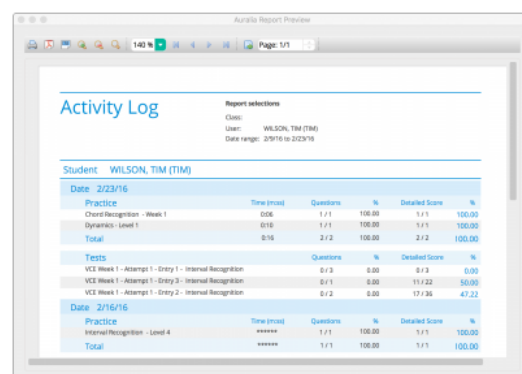 Auralia Report Preview
140 % Page: 1/1
Activity Log
Report selections
Class:
User: WILSON, TIM (TIM)
Date range: 2/9/16 to 2/23/16
Student WILSON, TIM (TIM)
Date 2/23/16
Practice Time (m:ss) Questions % Detailed Score %
Chord Recognition - Week 1 0:06 1 / 1 100.00 1 / 1 100.00
Dynamics - Level 1 0:10 1 / 1 100.00 1 / 1 100.00
Total 0:16 2 / 2 100.00 2 / 2 100.00
Tests Questions % Detailed Score %
VCE Week 1 - Attempt 1 - Entry 1 - Interval Recognition 0 / 3 0.00 0 / 3 0.00
VCE Week 1 - Attempt 1 - Entry 3 - Interval Recognition 0 / 1 0.00 11 / 22 50.00
VCE Week 1 - Attempt 1 - Entry 2 - Interval Recognition 0 / 2 0.00 17 / 36 47.22
Date 2/16/16
Practice Time (m:ss) Questions % Detailed Score %
Interval Recognition - Level 4 ****** 1 / 1 100.00 1 / 1 100.00
Total ****** 1 / 1 100.00 1 / 1 100.00